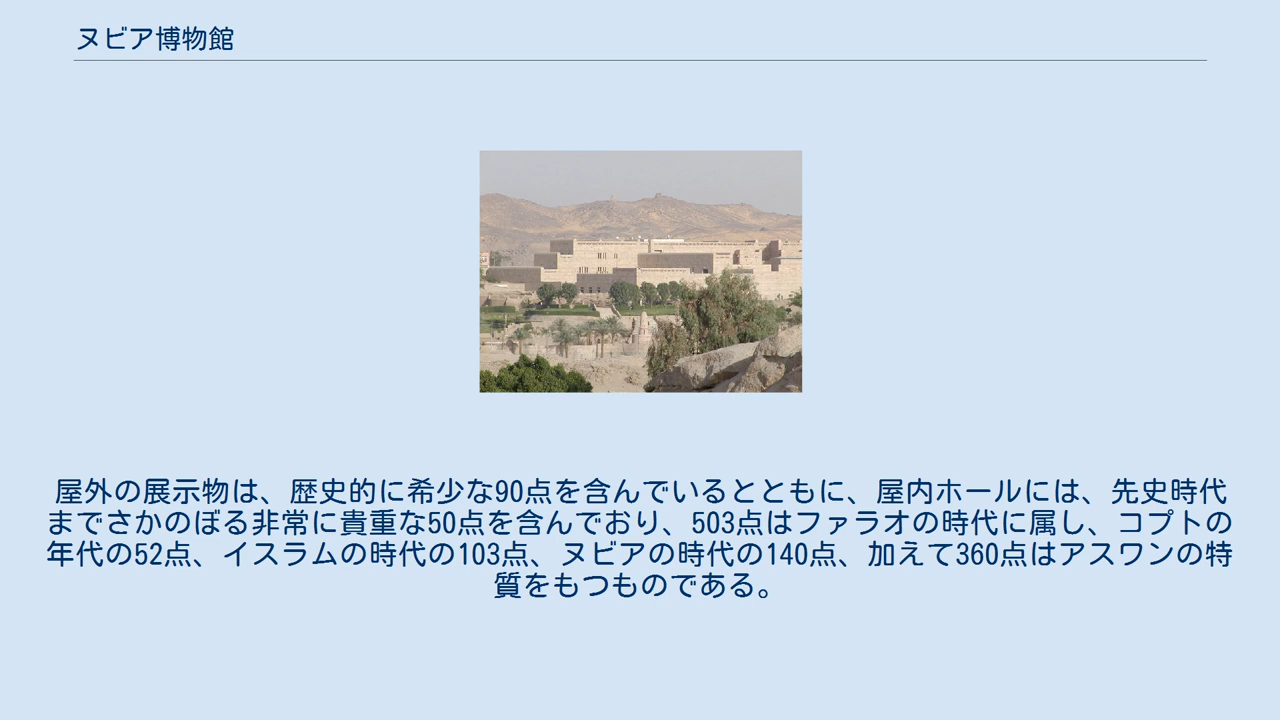 ヌビア博物館
屋外の展示物は、歴史的に希少な90点を含んでいるとともに、屋内ホールには、先史時代
までさかのぼる非常に貴重な50点を含んでおり、503点はファラオの時代に属し、コプトの
年代の52点、イスラムの時代の103点、ヌビアの時代の140点、加えて360点はアスワンの特
質をもつものである。